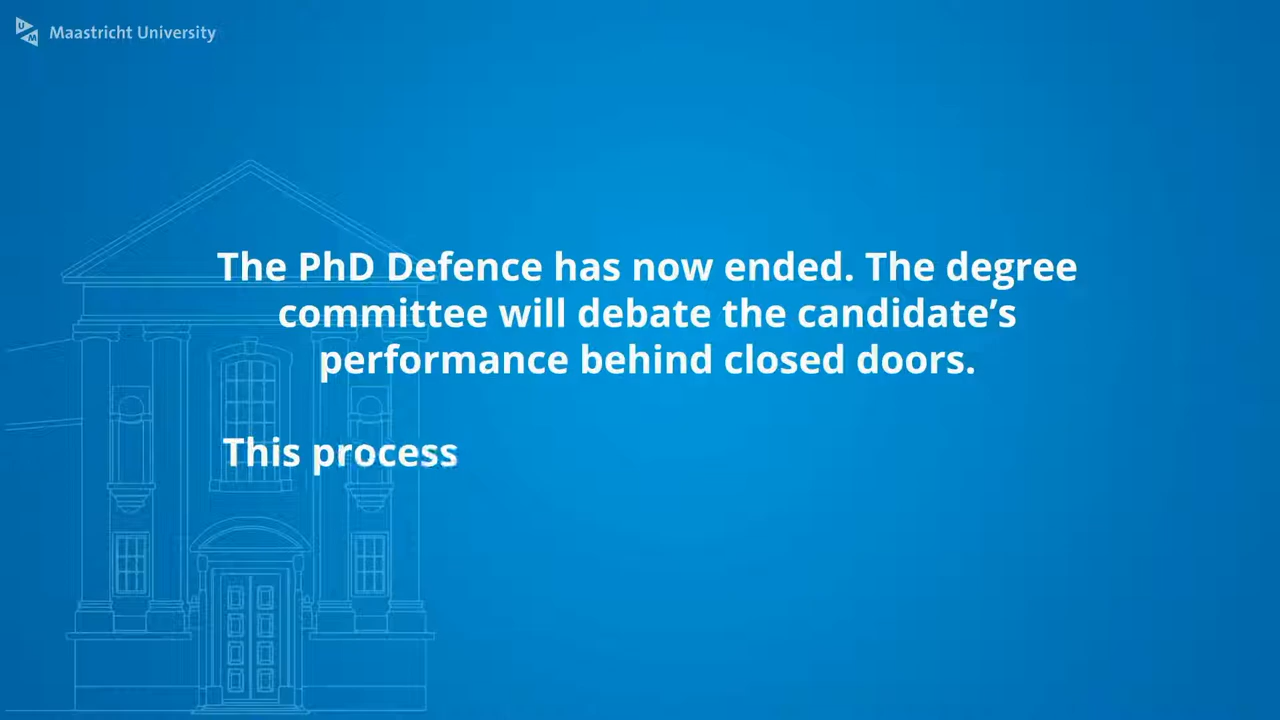 UM
Maastricht University
The PhD Defence has now ended. The degree
committee will debate the candidate’s
performance behind closed doors.
This process